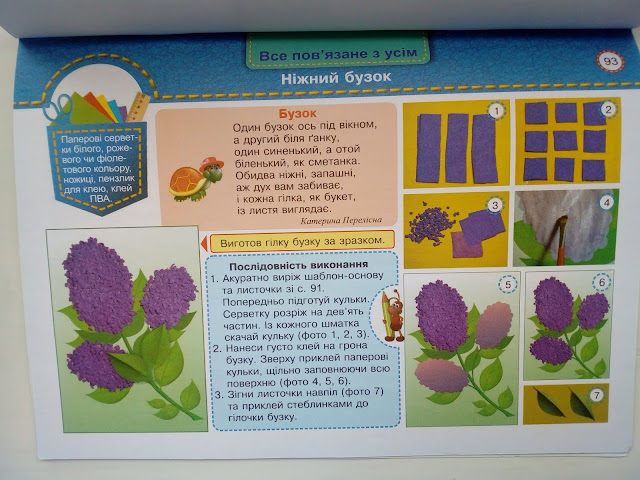 Все пов'язане з усім
93
Ніжний бузок
Паперові сервет-
ки білого, роже-
вого чи фіоле-
тового кольору,
ножиці, пензлик
для клею, клей
ПВА.
Бузок
Один бузок ось під вікном,
а другий біля ґанку,
один синенький, а отой
біленький, як сметанка.
Обидва ніжні, запашні,
аж дух вам забиває,
і кожна гілка, як букет,
із листя виглядає.
Катерина Перелісна
Виготов гілку бузку за зразком.
Послідовність виконання
1. Акуратно виріж шаблон-основу
та листочки зі с. 91.
Попередньо підготуй кульки.
Серветку розріж на дев'ять
частин. Із кожного шматка
скачай кульку (фото 1, 2, 3).
2. Нанеси густо клей на грона
бузку. Зверху приклей паперові
кульки, щільно заповнюючи всю
поверхню (фото 4, 5, 6).
3. Зігни листочки навпіл (фото 7)
та приклей стеблинками до
гілочки бузку.
1
2
3
4
5
6
7